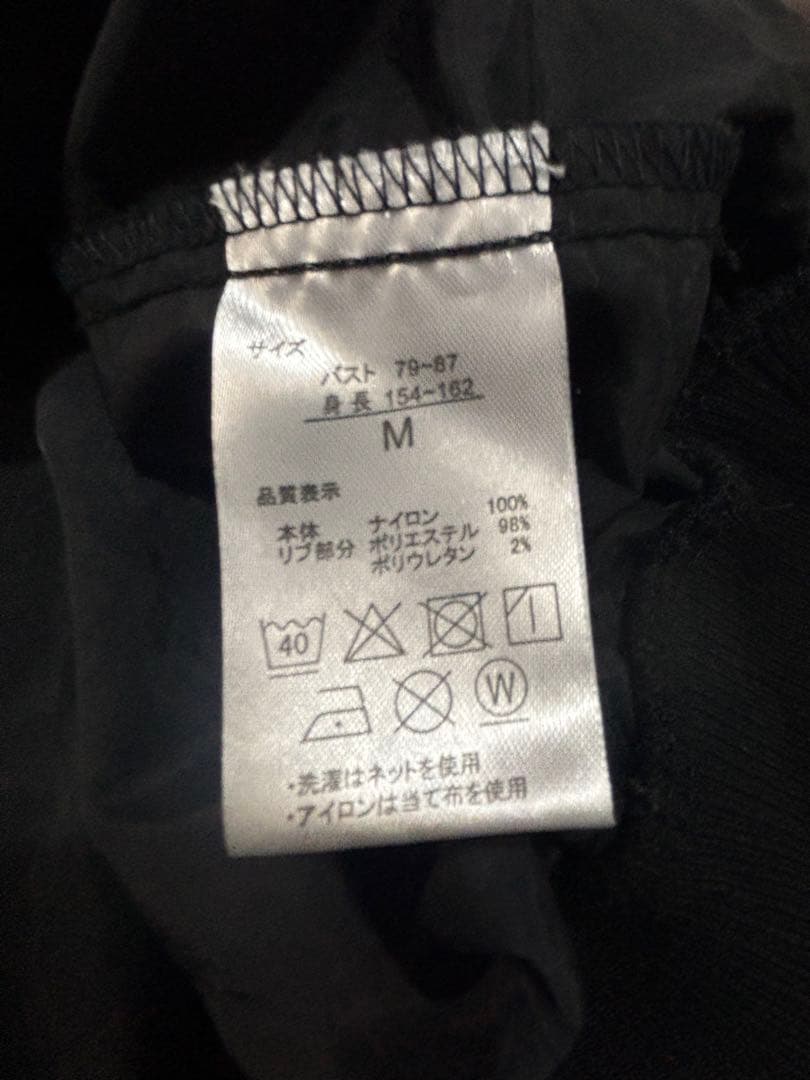 サイズ
バスト 79~87
身長 154~162
M
品質表示
本体 ナイロン 100%
リブ部分 ポリエステル 98%
ポリウレタン 2%
40
W
・洗濯はネットを使用
・アイロンは当て布を使用